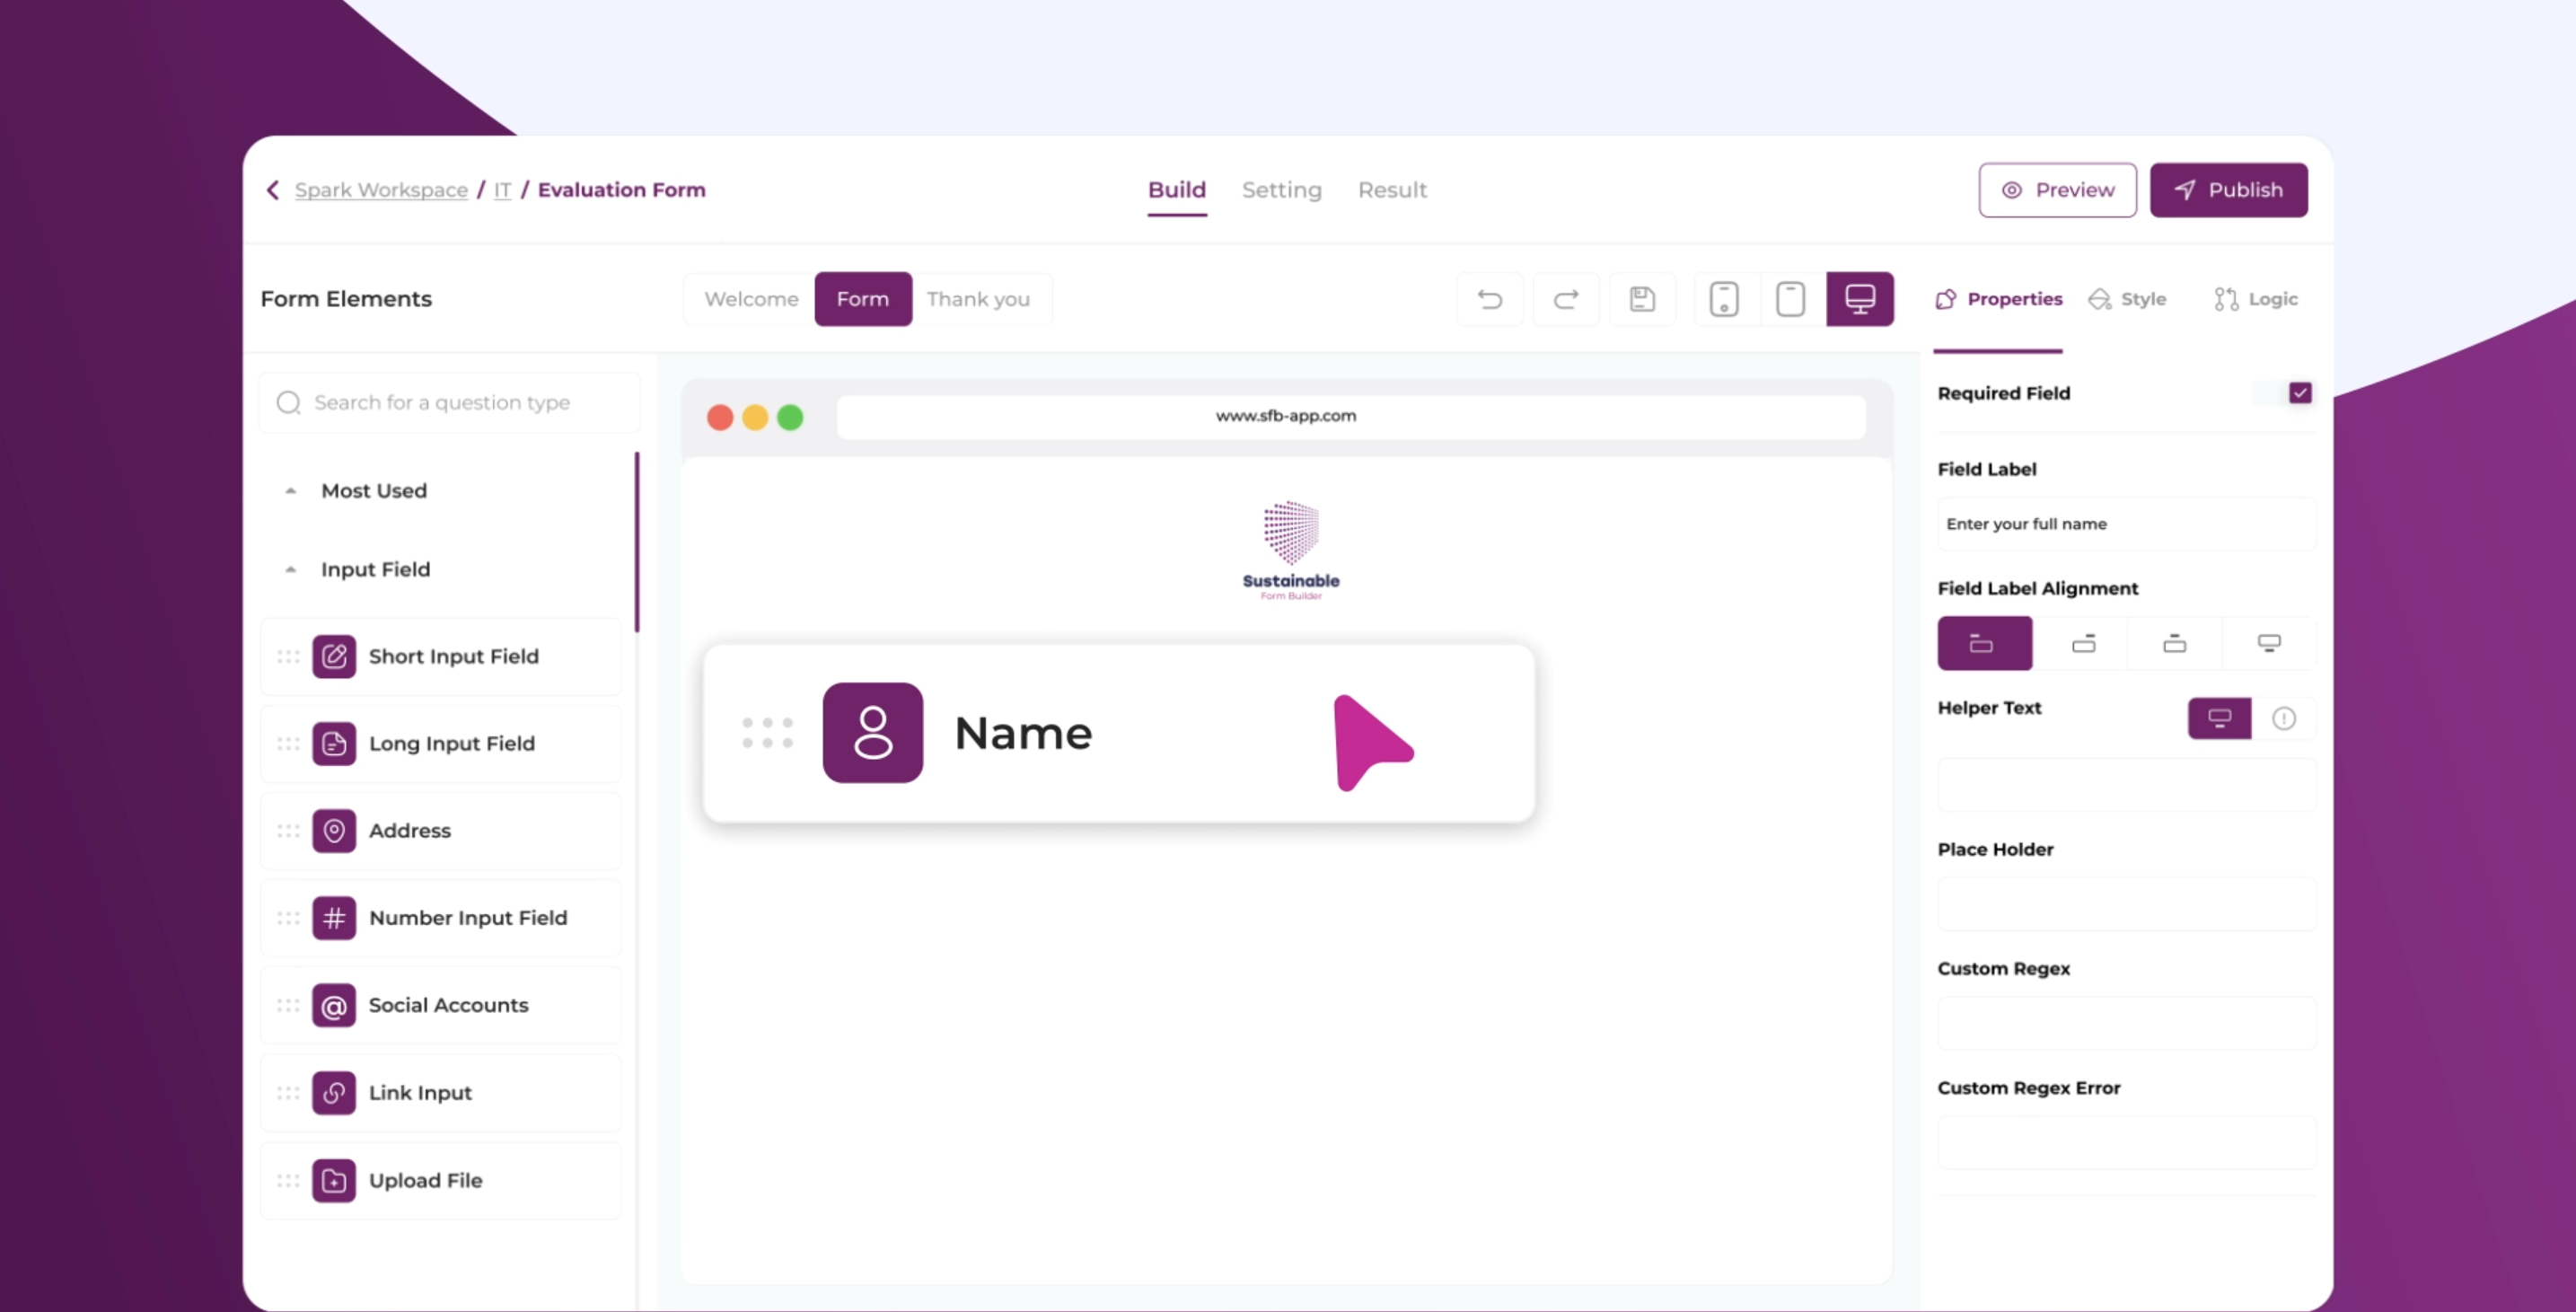 Spark Workspace / IT / Evaluation Form
Build Setting Result
Preview
Publish
Form Elements
Welcome Form Thank you
Properties Style Logic
Search for a question type
Most Used
Input Field
Short Input Field
Long Input Field
Address
Number Input Field
@ Social Accounts
Link Input
Upload File
www.sfb-app.com
Sustainable
Form Builder
Name
Required Field
Field Label
Enter your full name
Field Label Alignment
Helper Text
Place Holder
Custom Regex
Custom Regex Error